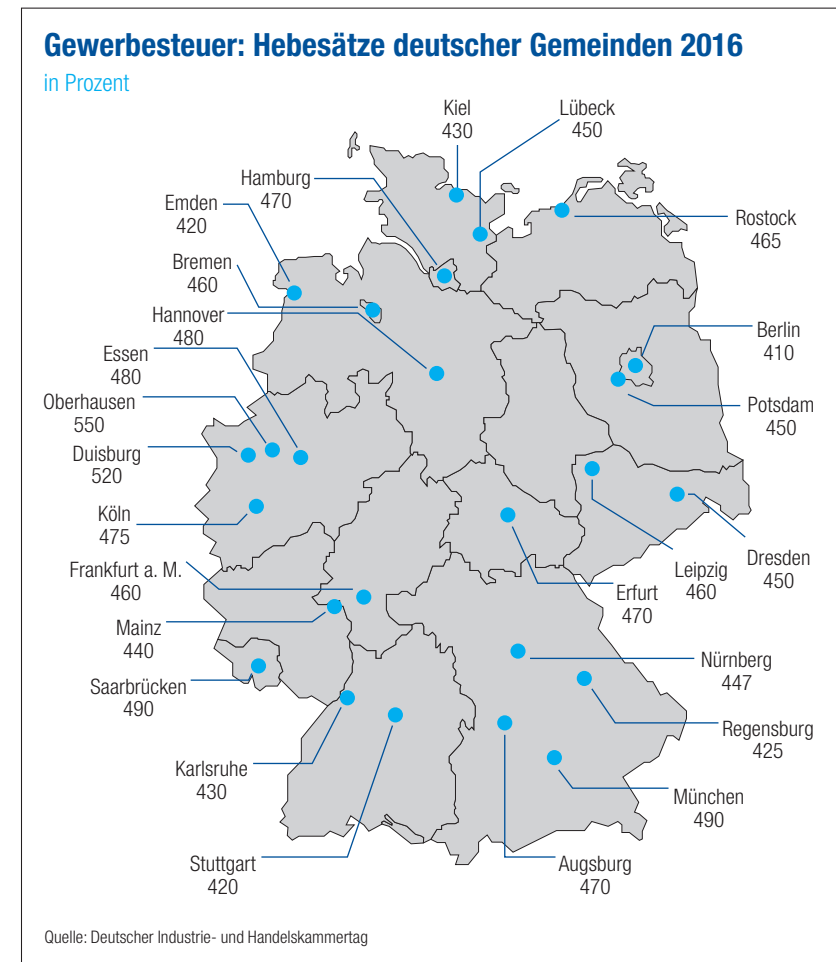 Gewerbesteuer: Hebesätze deutscher Gemeinden 2016
in Prozent
Kiel
430
Lübeck
450
Hamburg
470
Emden
420
Rostock
465
Bremen
460
Hannover
480
Berlin
410
Essen
480
Oberhausen
550
Potsdam
450
Duisburg
520
Köln
475
Dresden
450
Leipzig
460
Frankfurt a. M.
460
Erfurt
470
Mainz
440
Nürnberg
447
Saarbrücken
490
Regensburg
425
Karlsruhe
430
München
490
Stuttgart
420
Augsburg
470
Quelle: Deutscher Industrie- und Handelskammertag